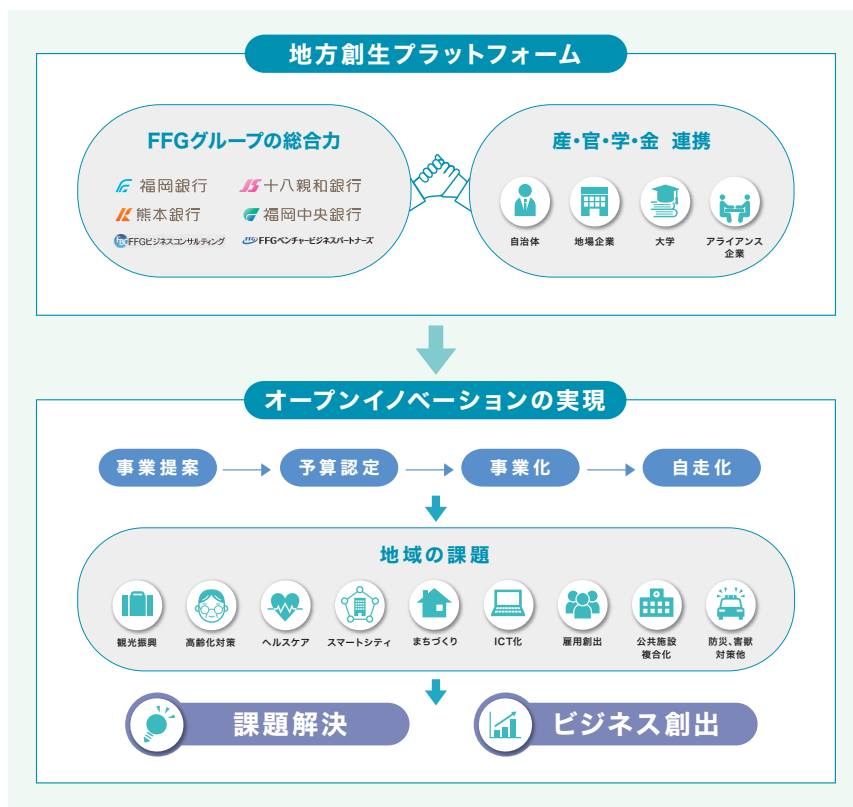 地方創生プラットフォーム
FFGグループの総合力
福岡銀行
十八親和銀行
熊本銀行
福岡中央銀行
FBC FFGビジネスコンサルティング
FFG FFGベンチャービジネスパートナーズ
産・官・学・金 連携
自治体
地場企業
大学
アライアンス
企業
オープンイノベーションの実現
事業提案
予算認定
事業化
自走化
地域の課題
観光振興
高齢化対策
ヘルスケア
スマートシティ
まちづくり
ICT化
雇用創出
公共施設
複合化
防災、害獣
対策他
課題解決
ビジネス創出